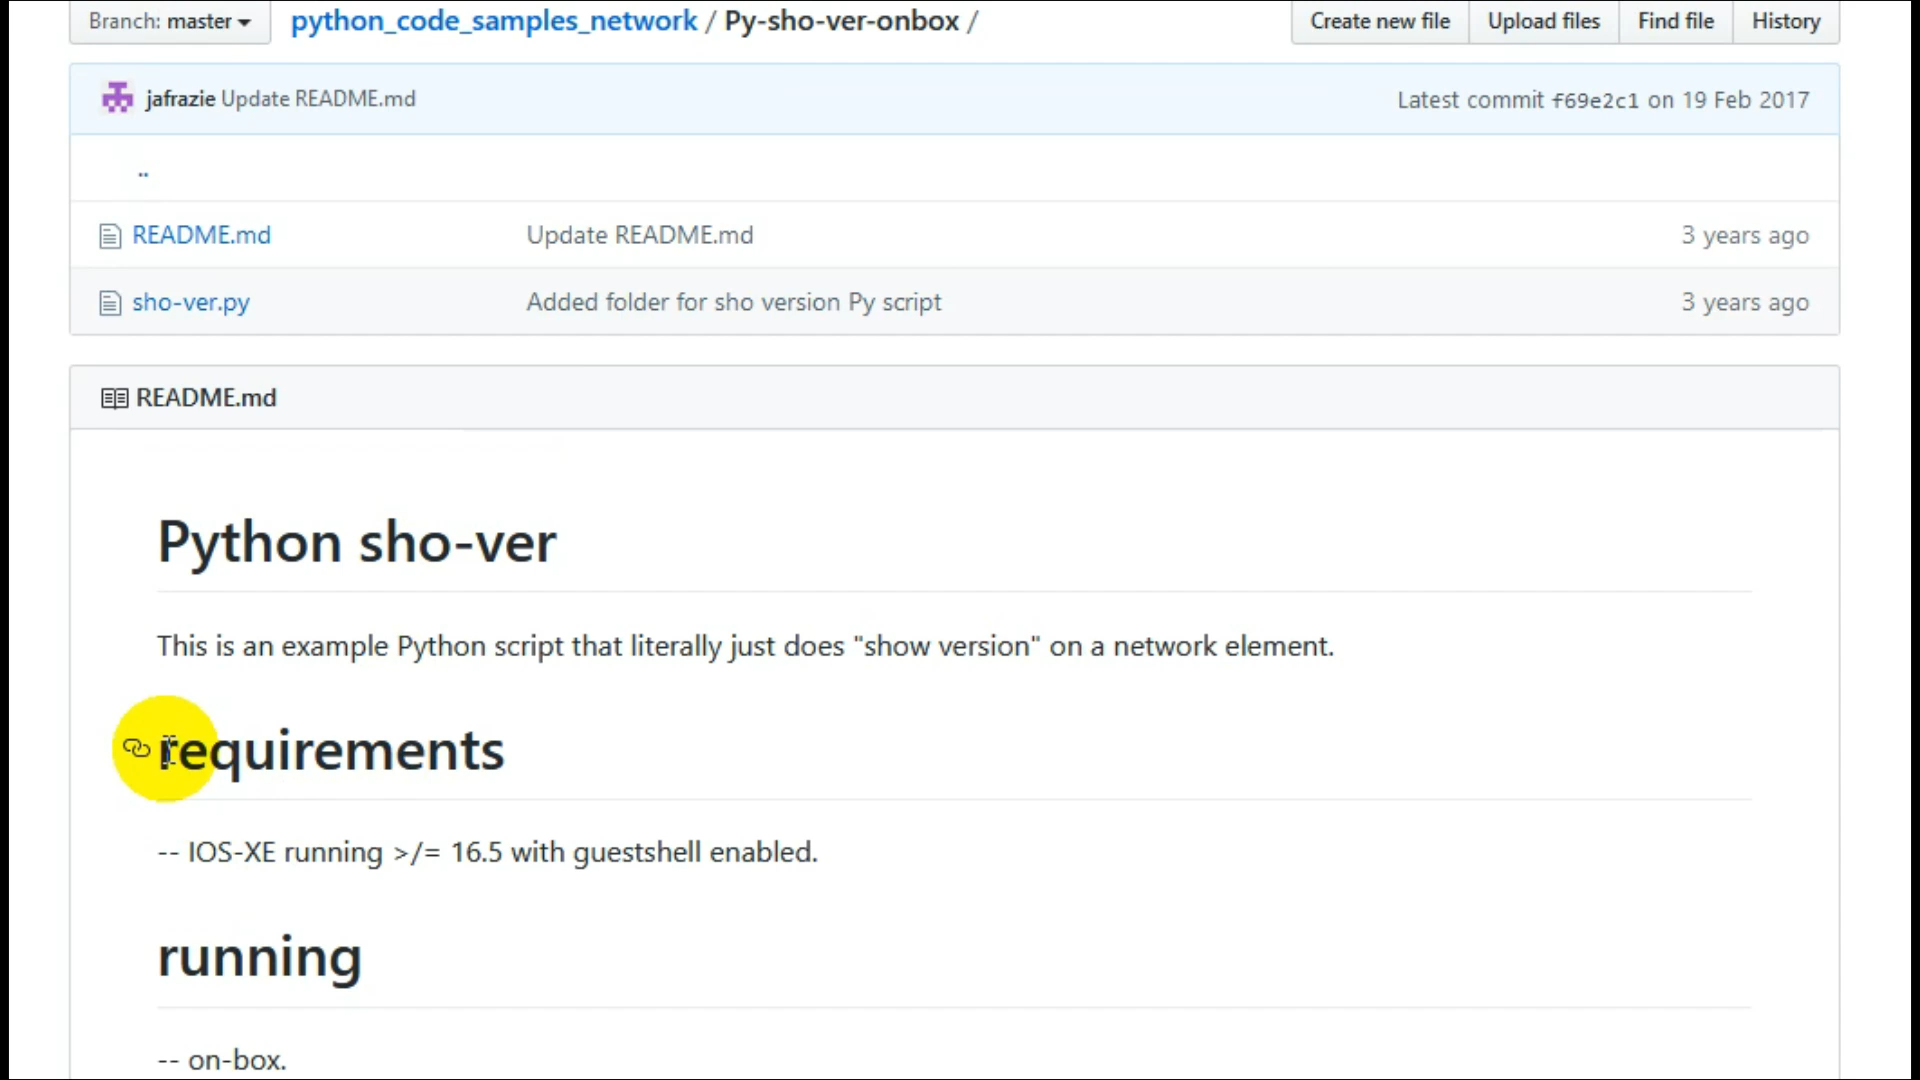 Branch: master
python_code_samples_network / Py-sho-ver-onbox /
Create new file
Upload files
Find file
History
jafrazie Update README.md
Latest commit f69e2c1 on 19 Feb 2017
..
README.md
Update README.md
3 years ago
sho-ver.py
Added folder for sho version Py script
3 years ago
README.md
Python sho-ver
This is an example Python script that literally just does "show version" on a network element.
requirements
-- IOS-XE running >/= 16.5 with guestshell enabled.
running
-- on-box.